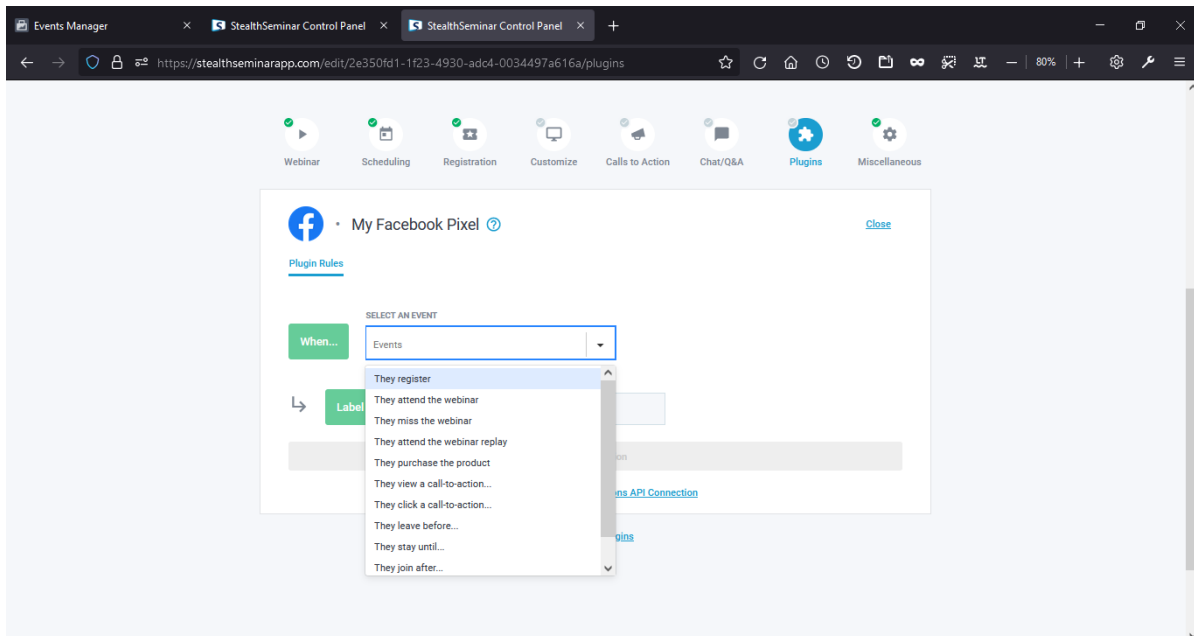 Events Manager
StealthSeminar Control Panel
StealthSeminar Control Panel
https://stealthseminarapp.com/edit/2e350fd1-1f23-4930-adc4-0034497a616a/plugins
80%
Webinar
Scheduling
Registration
Customize
Calls to Action
Chat/Q&A
Plugins
Miscellaneous
My Facebook Pixel
Close
Plugin Rules
SELECT AN EVENT
When...
Events
They register
They attend the webinar
Label
They miss the webinar
They attend the webinar replay
They purchase the product
They view a call-to-action...
ons API Connection
They click a call-to-action...
They leave before...
gins
They stay until...
They join after...